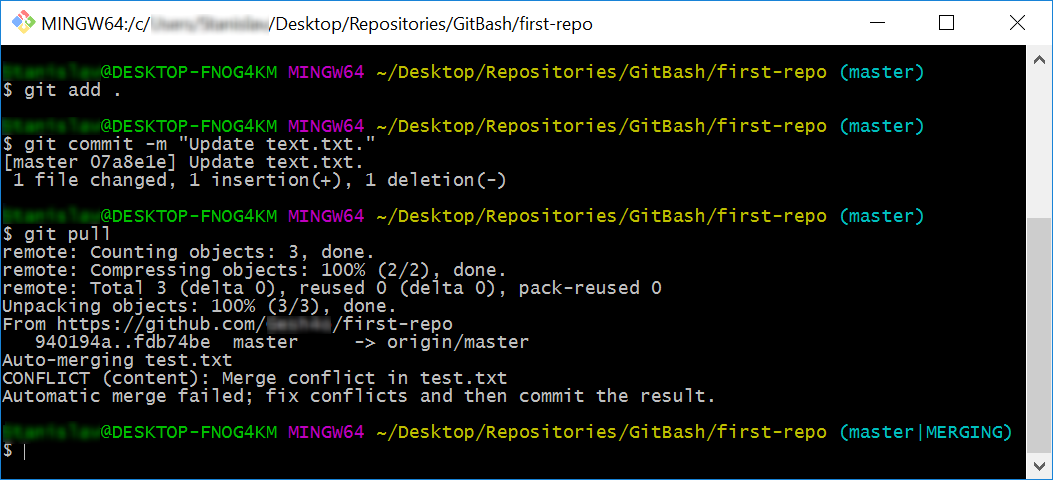 MINGW64:/c/ /Desktop/Repositories/GitBash/first-repo
@DESKTOP-FNOG4KM MINGW64 ~/Desktop/Repositories/GitBash/first-repo (master)
$ git add .
@DESKTOP-FNOG4KM MINGW64 ~/Desktop/Repositories/GitBash/first-repo (master)
$ git commit -m "Update text.txt."
[master 07a8e1e] Update text.txt.
 1 file changed, 1 insertion(+), 1 deletion(-)
@DESKTOP-FNOG4KM MINGW64 ~/Desktop/Repositories/GitBash/first-repo (master)
$ git pull
remote: Counting objects: 3, done.
remote: Compressing objects: 100% (2/2), done.
remote: Total 3 (delta 0), reused 0 (delta 0), pack-reused 0
Unpacking objects: 100% (3/3), done.
From https://github.com/ /first-repo
   940194a..fdb74be  master     -> origin/master
Auto-merging test.txt
CONFLICT (content): Merge conflict in test.txt
Automatic merge failed; fix conflicts and then commit the result.
@DESKTOP-FNOG4KM MINGW64 ~/Desktop/Repositories/GitBash/first-repo (master|MERGING)
$